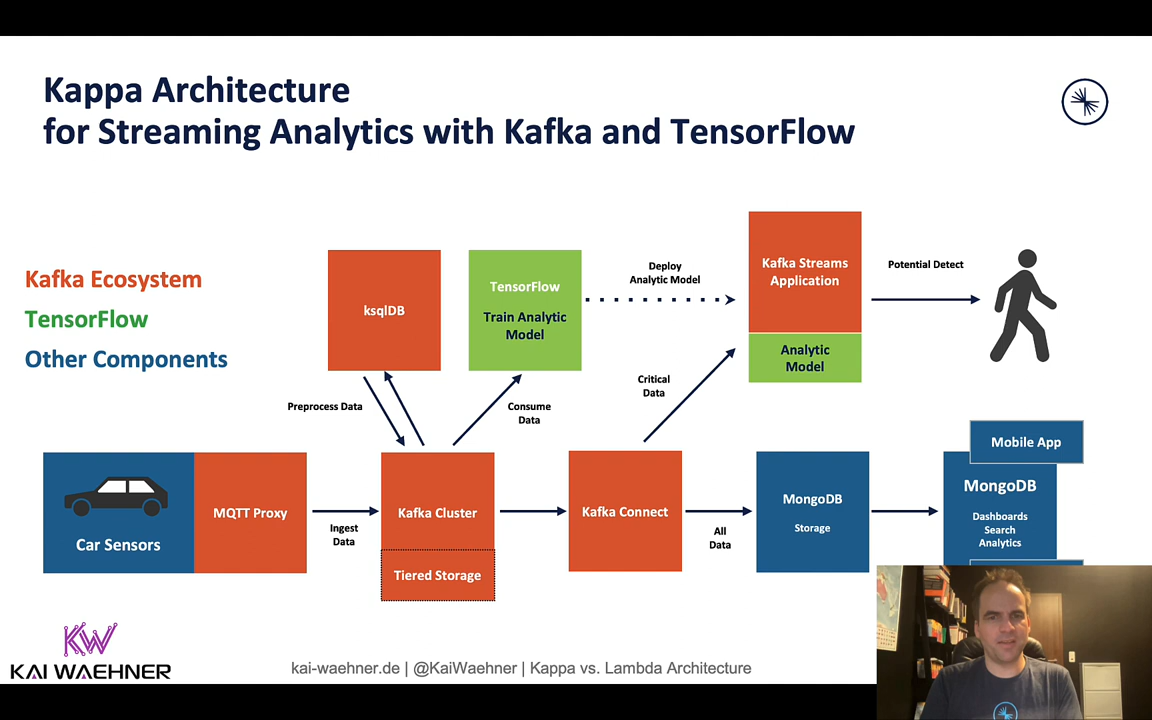 Kappa Architecture
for Streaming Analytics with Kafka and TensorFlow
Kafka Ecosystem
TensorFlow
Other Components
ksqlDB
TensorFlow
Train Analytic
Model
Deploy
Analytic Model
Kafka Streams
Application
Analytic
Model
Potential Detect
Preprocess Data
Consume
Data
Critical
Data
Car Sensors
MQTT Proxy
Ingest
Data
Kafka Cluster
Tiered Storage
Kafka Connect
All
Data
MongoDB
Storage
Mobile App
MongoDB
Dashboards
Search
Analytics
KW
KAI WAEHNER
kai-waehner.de | @KaiWaehner | Kappa vs. Lambda Architecture